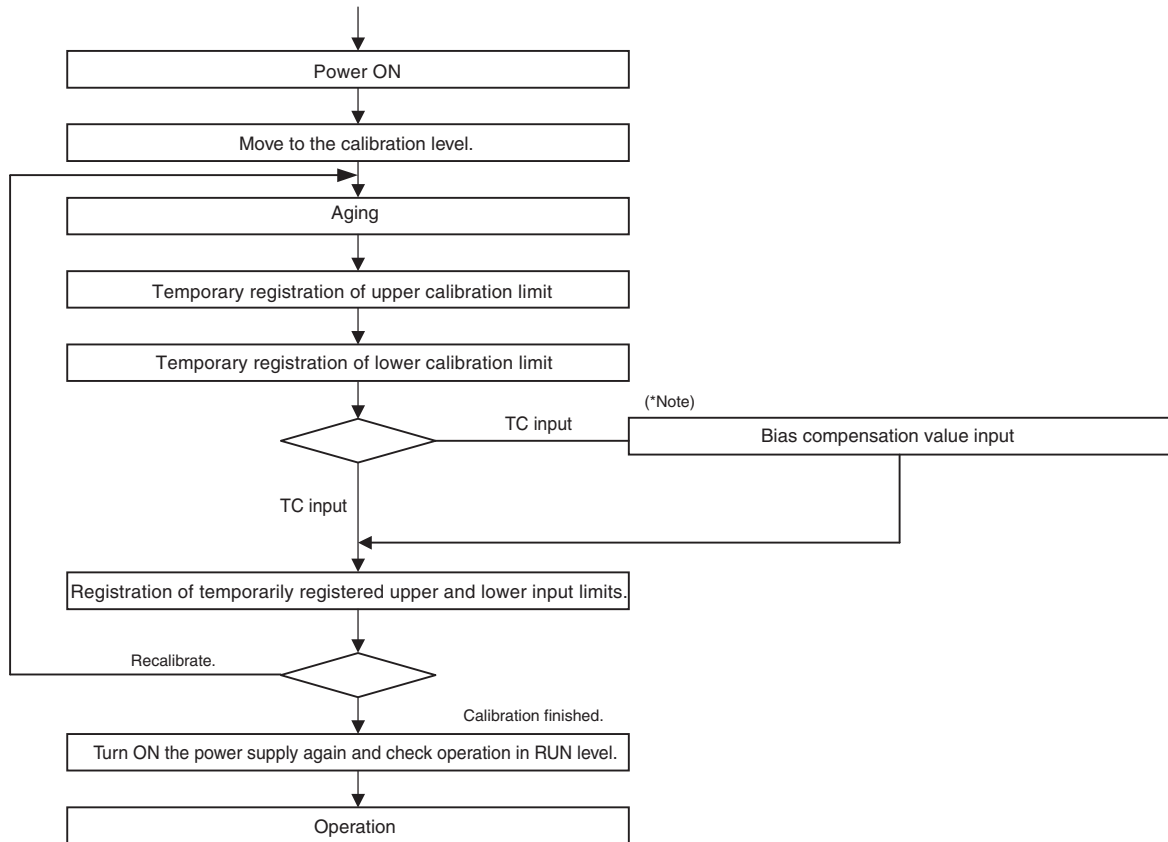 Power ON
Move to the calibration level.
Aging
Temporary registration of upper calibration limit
Temporary registration of lower calibration limit
(*Note)
TC input
Bias compensation value input
TC input
Registration of temporarily registered upper and lower input limits.
Recalibrate.
Calibration finished.
Turn ON the power supply again and check operation in RUN level.
Operation